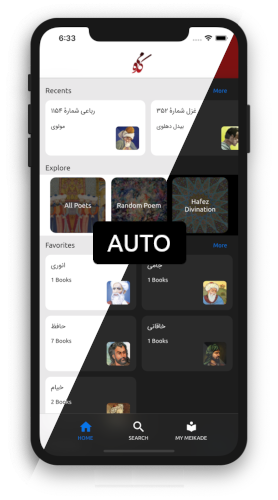 6:33
Recents
More
رباعی شمارهٔ ۱۱۵۴
مولوی
غزل شمارهٔ ۳۵۲
بیدل دهلوی
Explore
All Poets
Random Poem
Hafez
Divination
Favorites
More
AUTO
انوری
1 Books
جامی
1 Books
حافظ
7 Books
خاقانی
1 Books
خیام
2 Books
HOME
SEARCH
MY MEIKADE